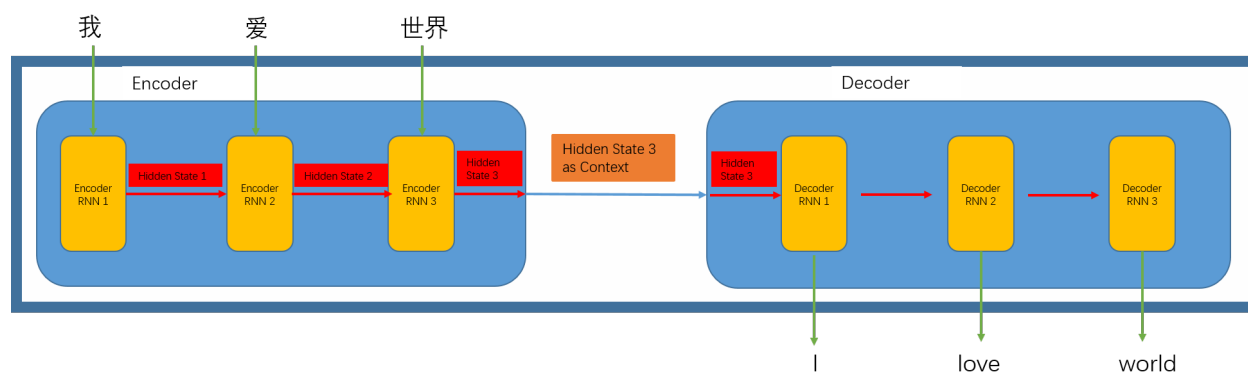 我
爱
世界
Encoder
Decoder
Encoder
RNN 1
Hidden State 1
Encoder
RNN 2
Hidden State 2
Encoder
RNN 3
Hidden
State 3
Hidden State 3
as Context
Hidden
State 3
Decoder
RNN 1
Decoder
RNN 2
Decoder
RNN 3
I
love
world